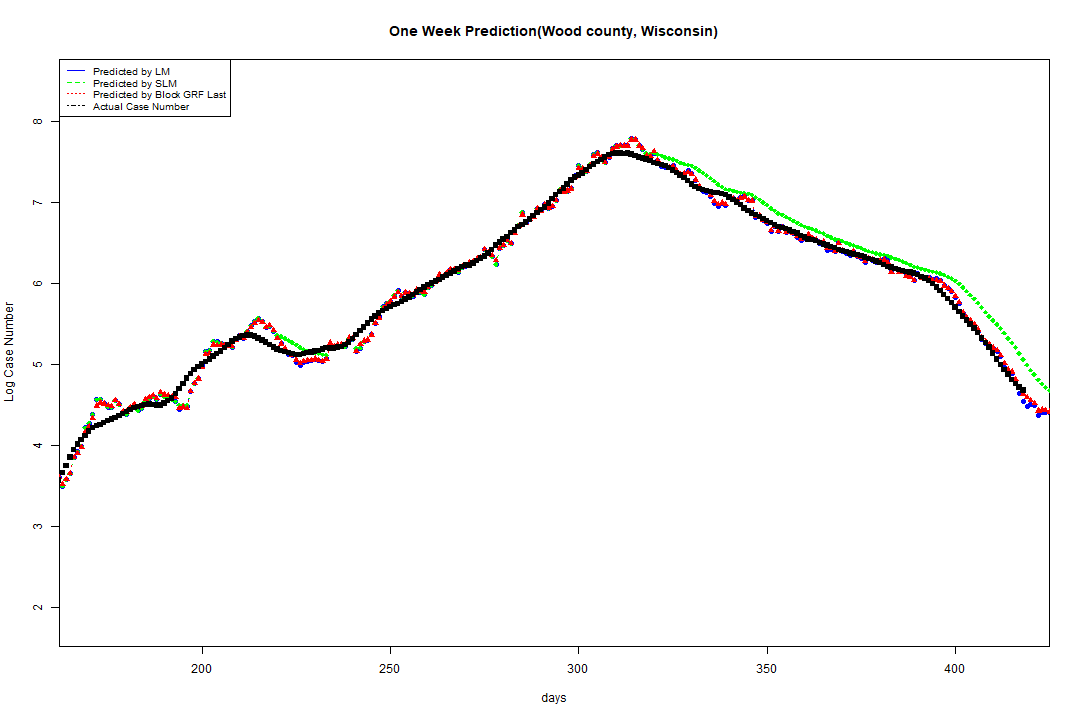 One Week Prediction(Wood county, Wisconsin)
Predicted by LM
Predicted by SLM
Predicted by Block GRF Last
Actual Case Number
8
7
6
5
4
3
2
Log Case Number
200 250 300 350 400
days